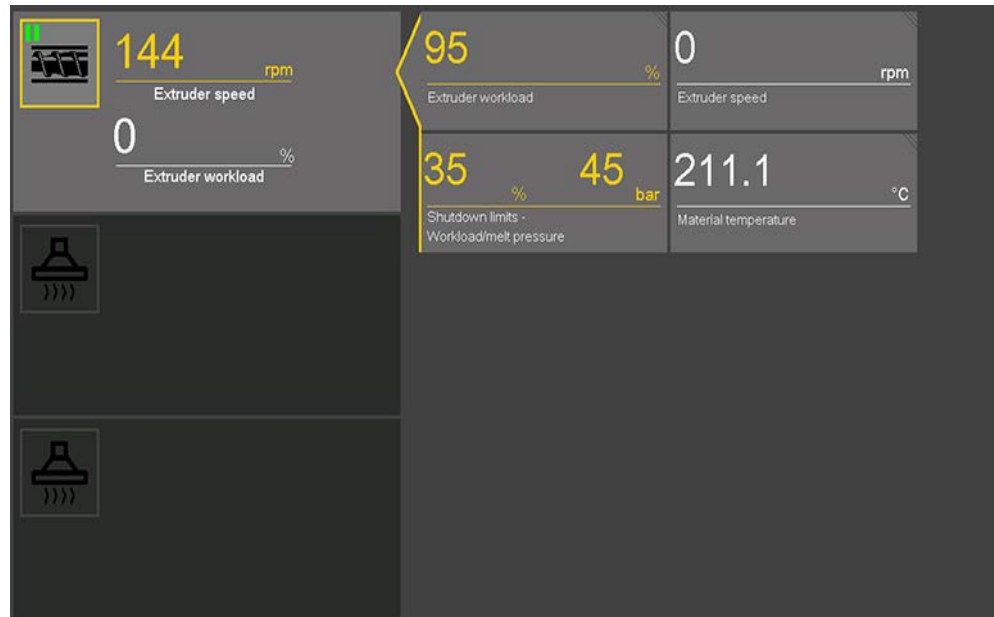 144 rpm
Extruder speed
0 %
Extruder workload
95 %
Extruder workload
0 rpm
Extruder speed
35 % 45 bar
Shutdown limits -
Workload/melt pressure
211.1 °C
Material temperature